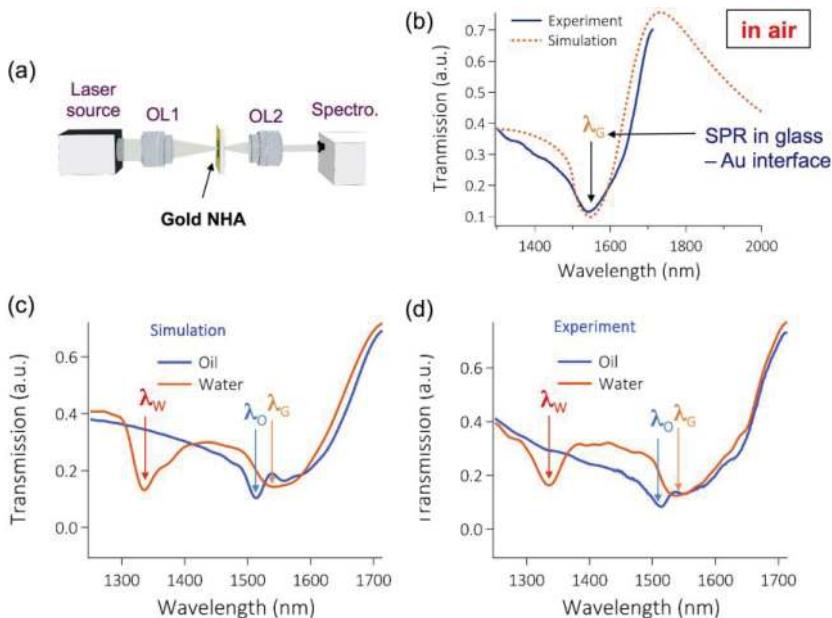 (a)
Laser
source
OL1
OL2
Spectro.
Gold NHA
(b)
Experiment
Simulation
in air
λG
SPR in glass
– Au interface
Tranmission (a.u.)
0.7
0.6
0.5
0.4
0.3
0.2
0.1
1400
1600
1800
2000
Wavelength (nm)
(c)
Simulation
Oil
Water
λW
λO
λG
Transmission (a.u.)
0.6
0.4
0.2
0.0
1300
1400
1500
1600
1700
Wavelength (nm)
(d)
Experiment
Oil
Water
λW
λO
λG
Transmission (a.u.)
0.6
0.4
0.2
0.0
1300
1400
1500
1600
1700
Wavelength (nm)